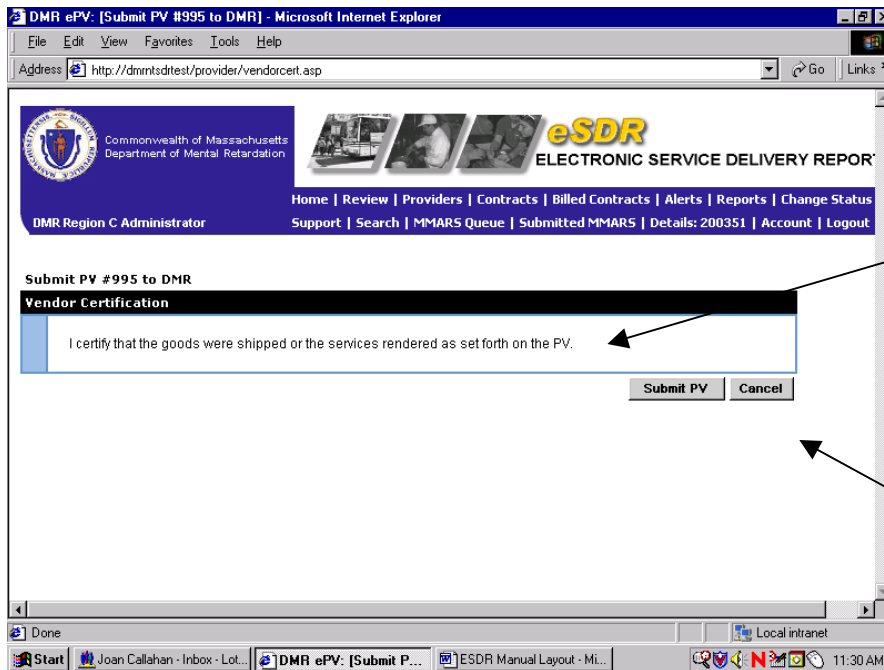 DMR ePV: [Submit PV #995 to DMR] - Microsoft Internet Explorer
File Edit View Favorites Tools Help
Address http://dmrntsdrtest/provider/vendorcert.asp Go Links
Commonwealth of Massachusetts
Department of Mental Retardation
eSDR
ELECTRONIC SERVICE DELIVERY REPOR
Home | Review | Providers | Contracts | Billed Contracts | Alerts | Reports | Change Status
DMR Region C Administrator Support | Search | MMARS Queue | Submitted MMARS | Details: 200351 | Account | Logout
Submit PV #995 to DMR
Vendor Certification
I certify that the goods were shipped or the services rendered as set forth on the PV.
Submit PV Cancel
Done Local intranet
Start Joan Callahan - Inbox - Lot... DMR ePV: [Submit P... ESDR Manual Layout - Mi... 11:30 AM